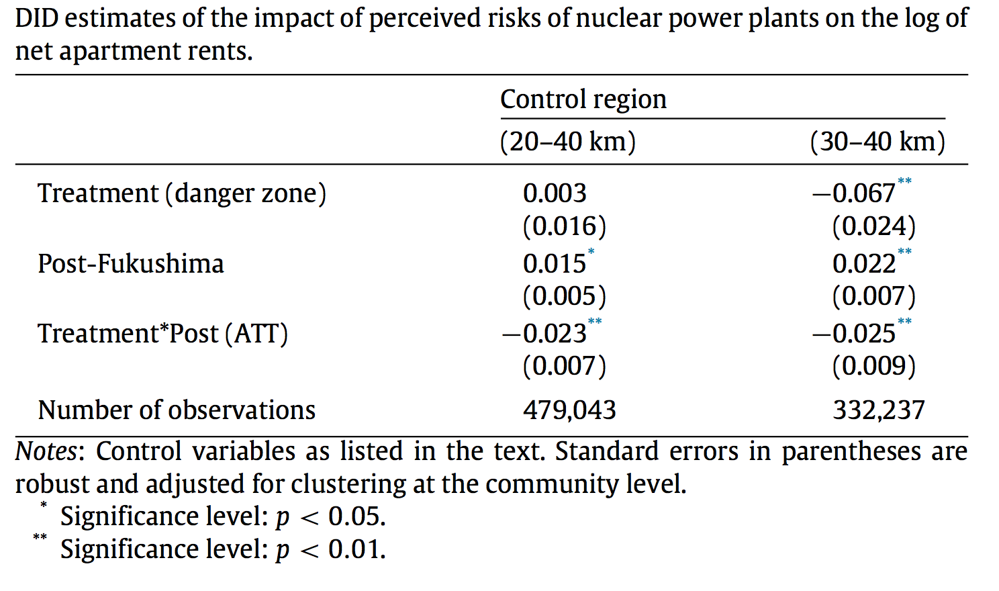 DID estimates of the impact of perceived risks of nuclear power plants on the log of
net apartment rents.
Control region
(20–40 km) (30–40 km)
Treatment (danger zone) 0.003 −0.067**
(0.016) (0.024)
Post-Fukushima 0.015* 0.022**
(0.005) (0.007)
Treatment*Post (ATT) −0.023** −0.025**
(0.007) (0.009)
Number of observations 479,043 332,237
Notes: Control variables as listed in the text. Standard errors in parentheses are
robust and adjusted for clustering at the community level.
* Significance level: p < 0.05.
** Significance level: p < 0.01.